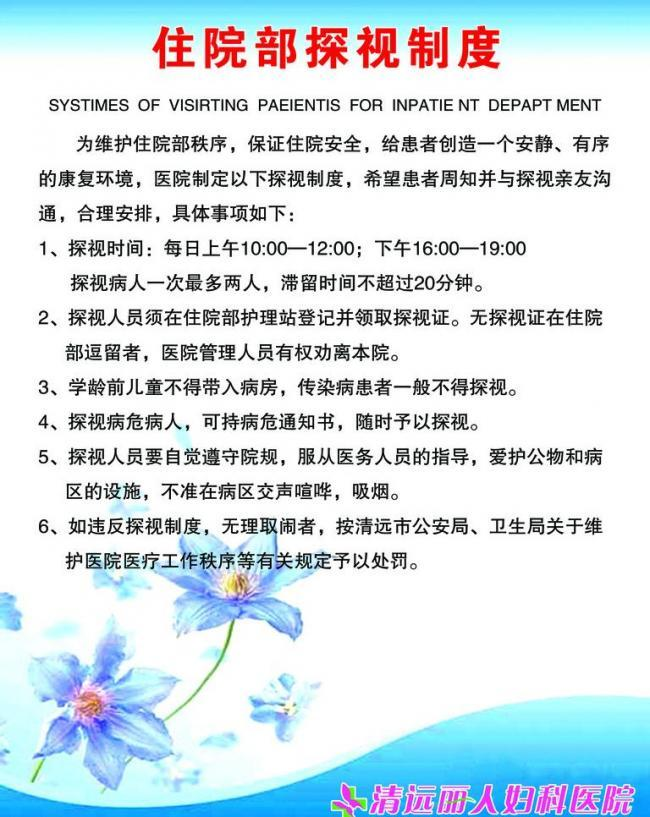 住院部探视制度
SYSTIMES OF VISIRTING PAEIENTIS FOR INPATIE NT DEPAPT MENT
为维护住院部秩序，保证住院安全，给患者创造一个安静、有序
的康复环境，医院制定以下探视制度，希望患者周知并与探视亲友沟
通，合理安排，具体事项如下：
1、探视时间：每日上午10:00—12:00；下午16:00—19:00
探视病人一次最多两人，滞留时间不超过20分钟。
2、探视人员须在住院部护理站登记并领取探视证。无探视证在住院
部逗留者，医院管理人员有权劝离本院。
3、学龄前儿童不得带入病房，传染病患者一般不得探视。
4、探视病危病人，可持病危通知书，随时予以探视。
5、探视人员要自觉遵守院规，服从医务人员的指导，爱护公物和病
区的设施，不准在病区交声喧哗，吸烟。
6、如违反探视制度，无理取闹者，按清远市公安局、卫生局关于维
护医院医疗工作秩序等有关规定予以处罚。
清远丽人妇科医院